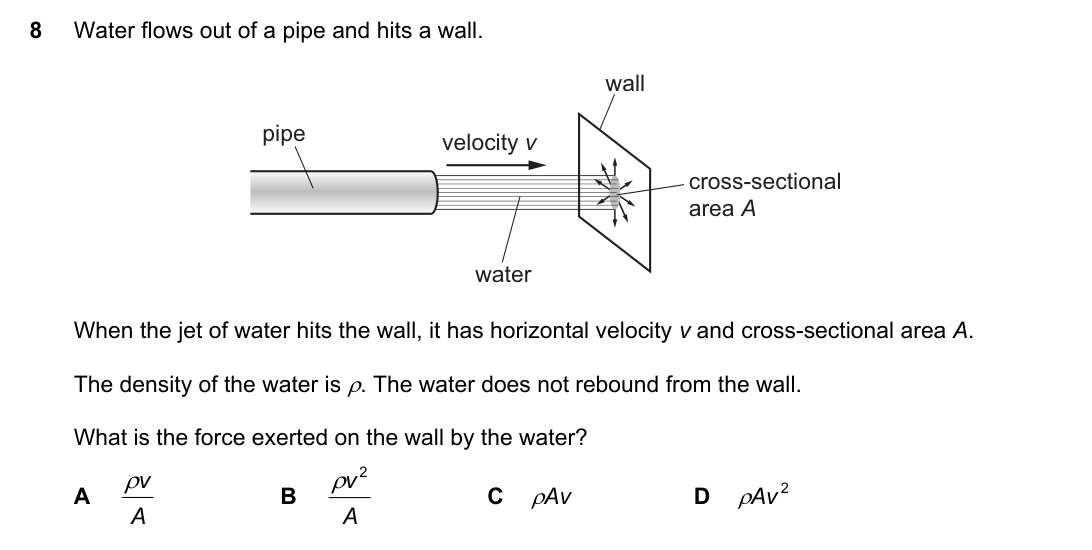 8 Water flows out of a pipe and hits a wall.
wall
pipe
velocity v
cross-sectional
area A
water
When the jet of water hits the wall, it has horizontal velocity v and cross-sectional area A.
The density of the water is ρ. The water does not rebound from the wall.
What is the force exerted on the wall by the water?
A ρv/A B ρv²/A C ρAv D ρAv²